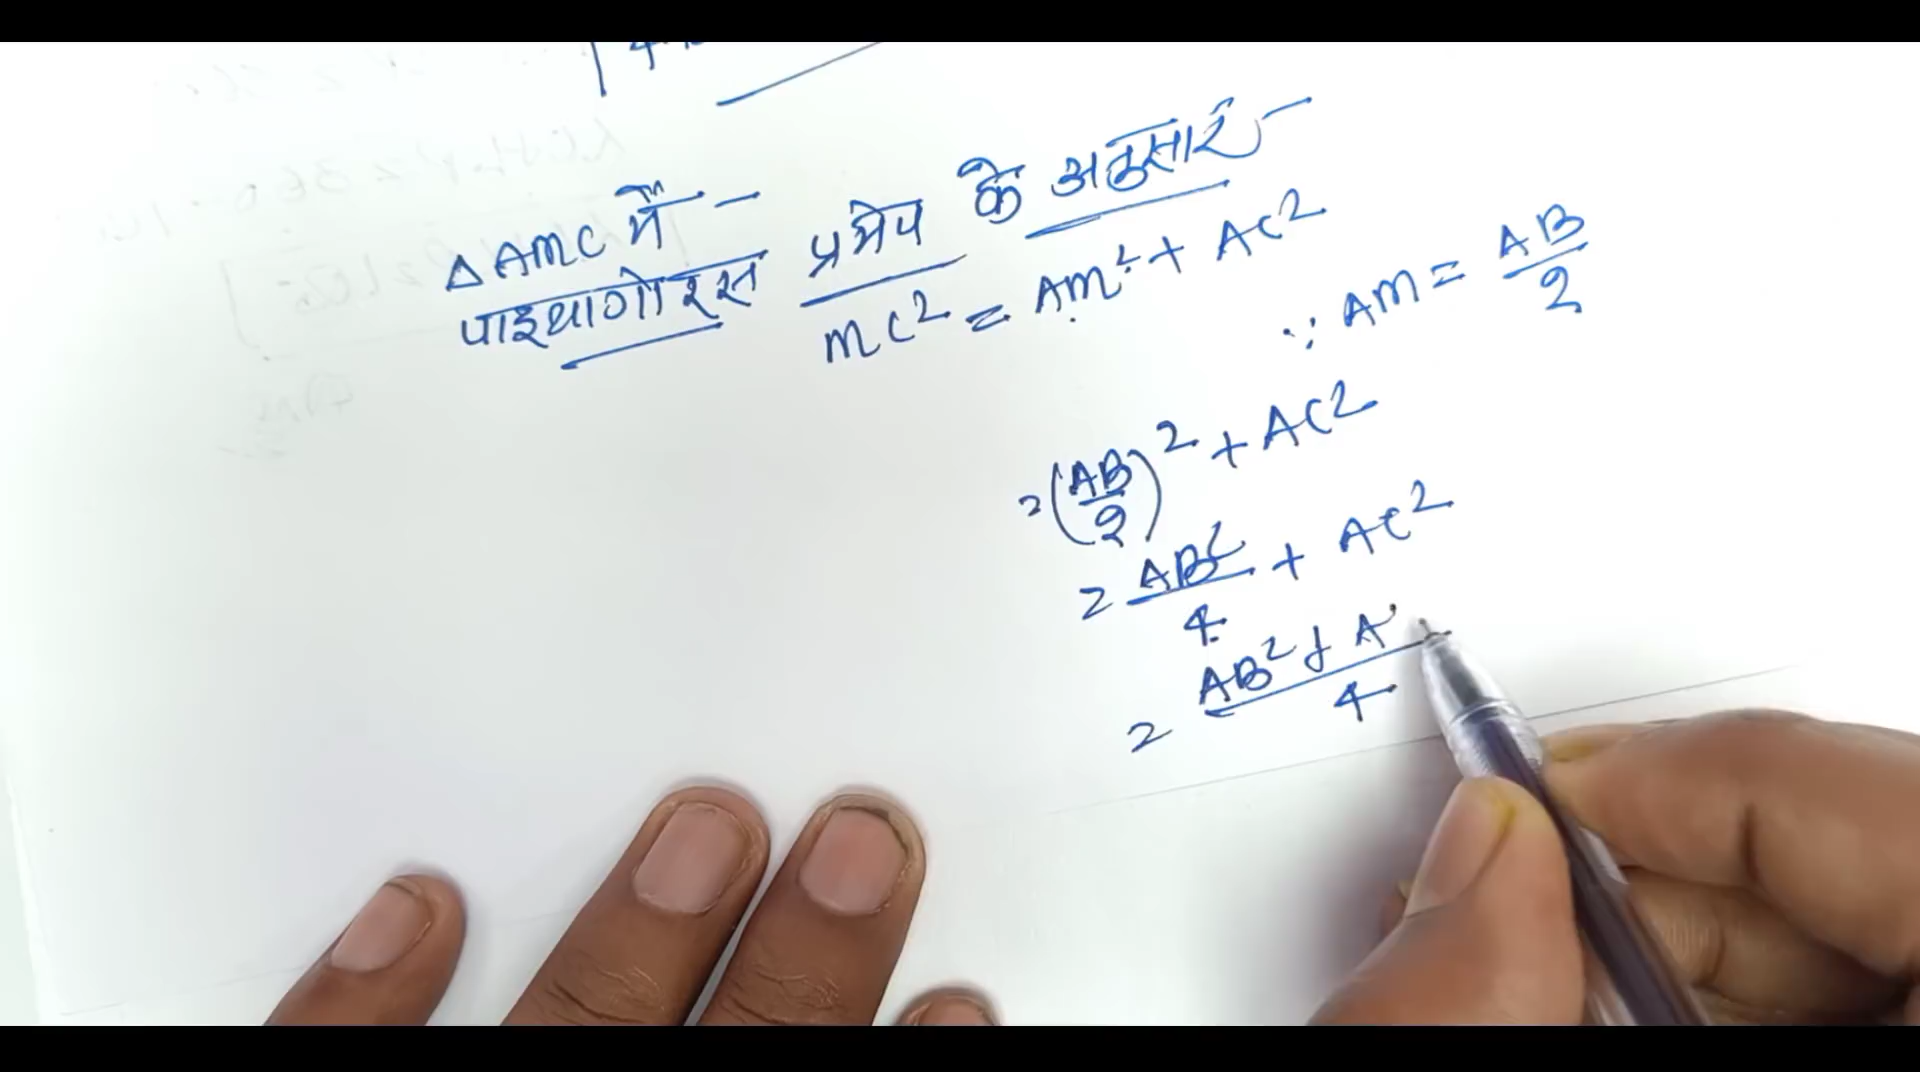 △AMC में —
पाइथागोरस प्रमेय के अनुसार —
MC² = AM² + AC²
∵ AM = AB/2
= (AB/2)² + AC²
= AB²/4 + AC²
= AB² + A/4